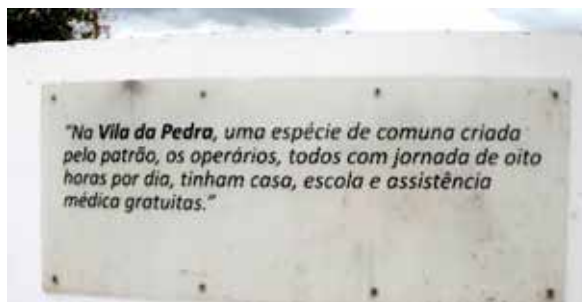 "Na Vila da Pedra, uma espécie de comuna criada
pelo patrão, os operários, todos com jornada de oito
horas por dia, tinham casa, escola e assistência
médica gratuitas."